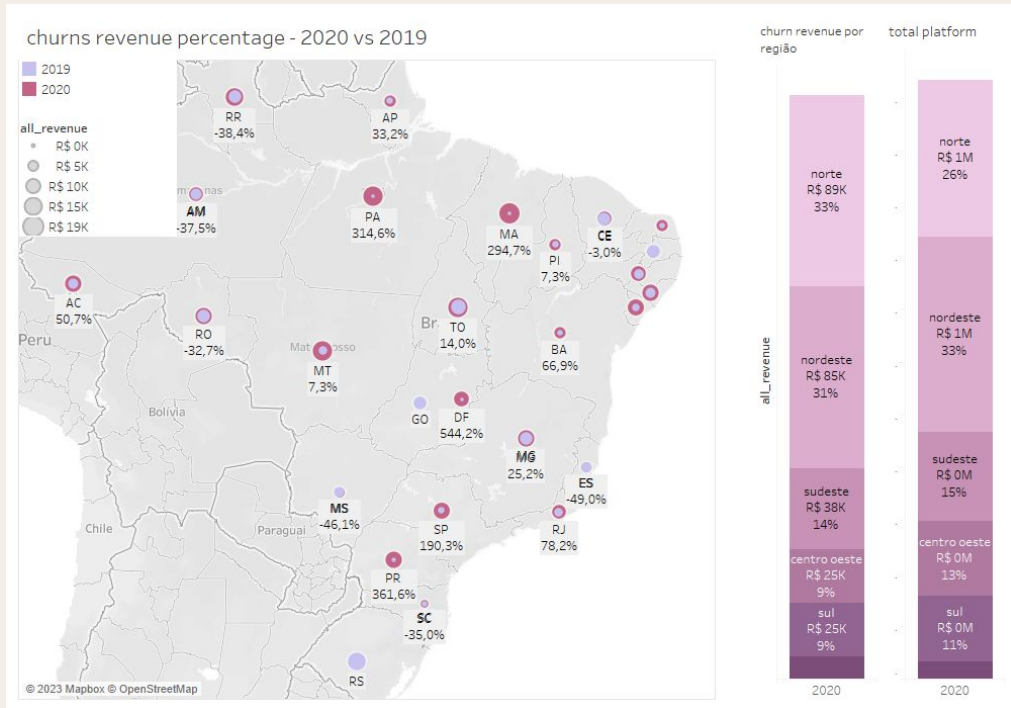 churns revenue percentage - 2020 vs 2019
2019
2020
all_revenue
R$ 0K
R$ 5K
R$ 10K
R$ 15K
R$ 19K
RR
-38,4%
AP
33,2%
AM
-37,5%
PA
314,6%
MA
294,7%
PI
7,3%
CE
-3,0%
AC
50,7%
RO
-32,7%
MT
7,3%
TO
14,0%
BA
66,9%
GO
DF
544,2%
MG
25,2%
ES
-49,0%
MS
-46,1%
SP
190,3%
RJ
78,2%
PR
361,6%
SC
-35,0%
RS
Peru
Bolívia
Chile
Paraguai
© 2023 Mapbox © OpenStreetMap
churn revenue por
região
all_revenue
norte
R$ 89K
33%
nordeste
R$ 85K
31%
sudeste
R$ 38K
14%
centro oeste
R$ 25K
9%
sul
R$ 25K
9%
2020
total platform
norte
R$ 1M
26%
nordeste
R$ 1M
33%
sudeste
R$ 0M
15%
centro oeste
R$ 0M
13%
sul
R$ 0M
11%
2020